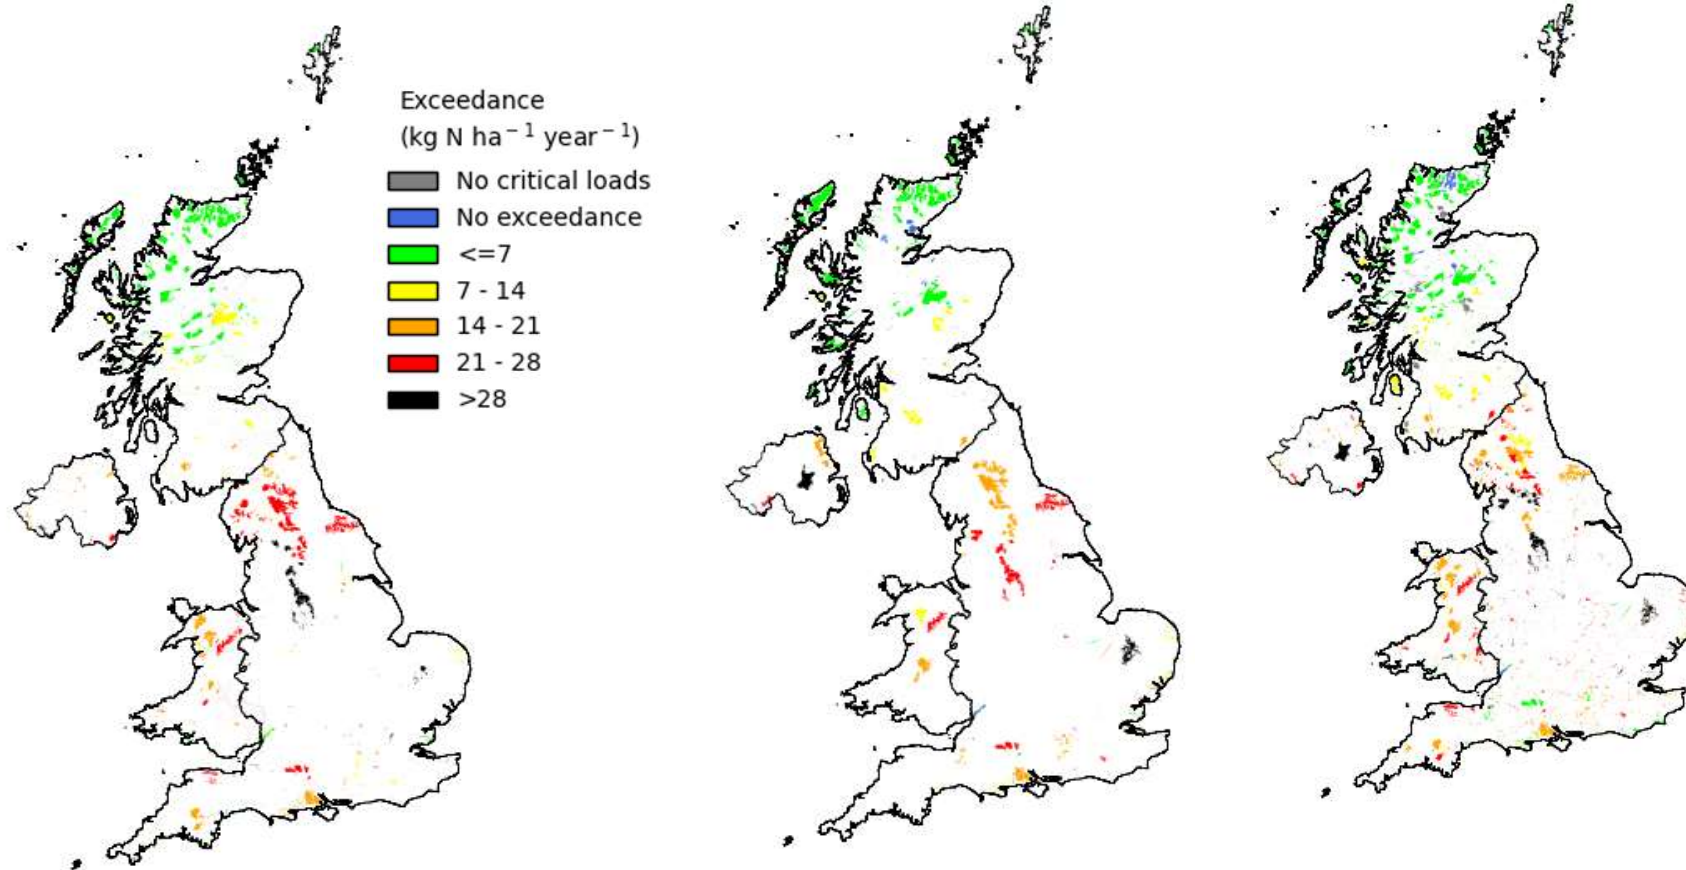 Exceedance
(kg N ha⁻¹ year⁻¹)
No critical loads
No exceedance
<=7
7 - 14
14 - 21
21 - 28
>28